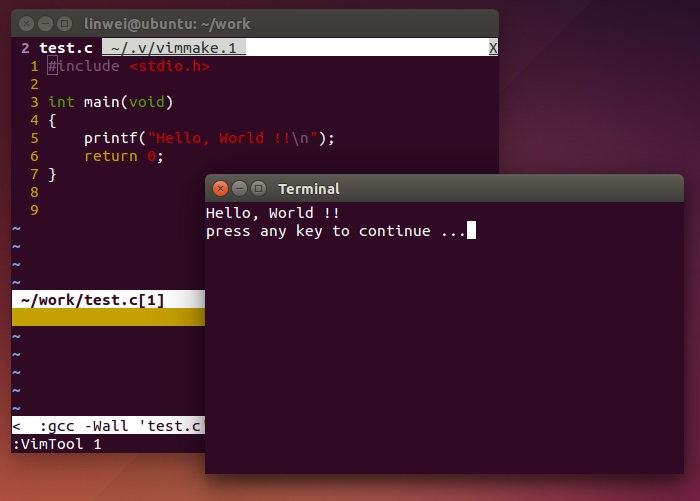 linwei@ubuntu: ~/work
2 test.c ~/.v/vimmake.1 X
1 #include <stdio.h>
2
3 int main(void)
4 {
5 printf("Hello, World !!\n");
6 return 0;
7 }
8
9
~
~
~
~
~/work/test.c[1]
~
~
~
~
~
< :gcc -Wall 'test.c'
:VimTool 1
Terminal
Hello, World !!
press any key to continue ...